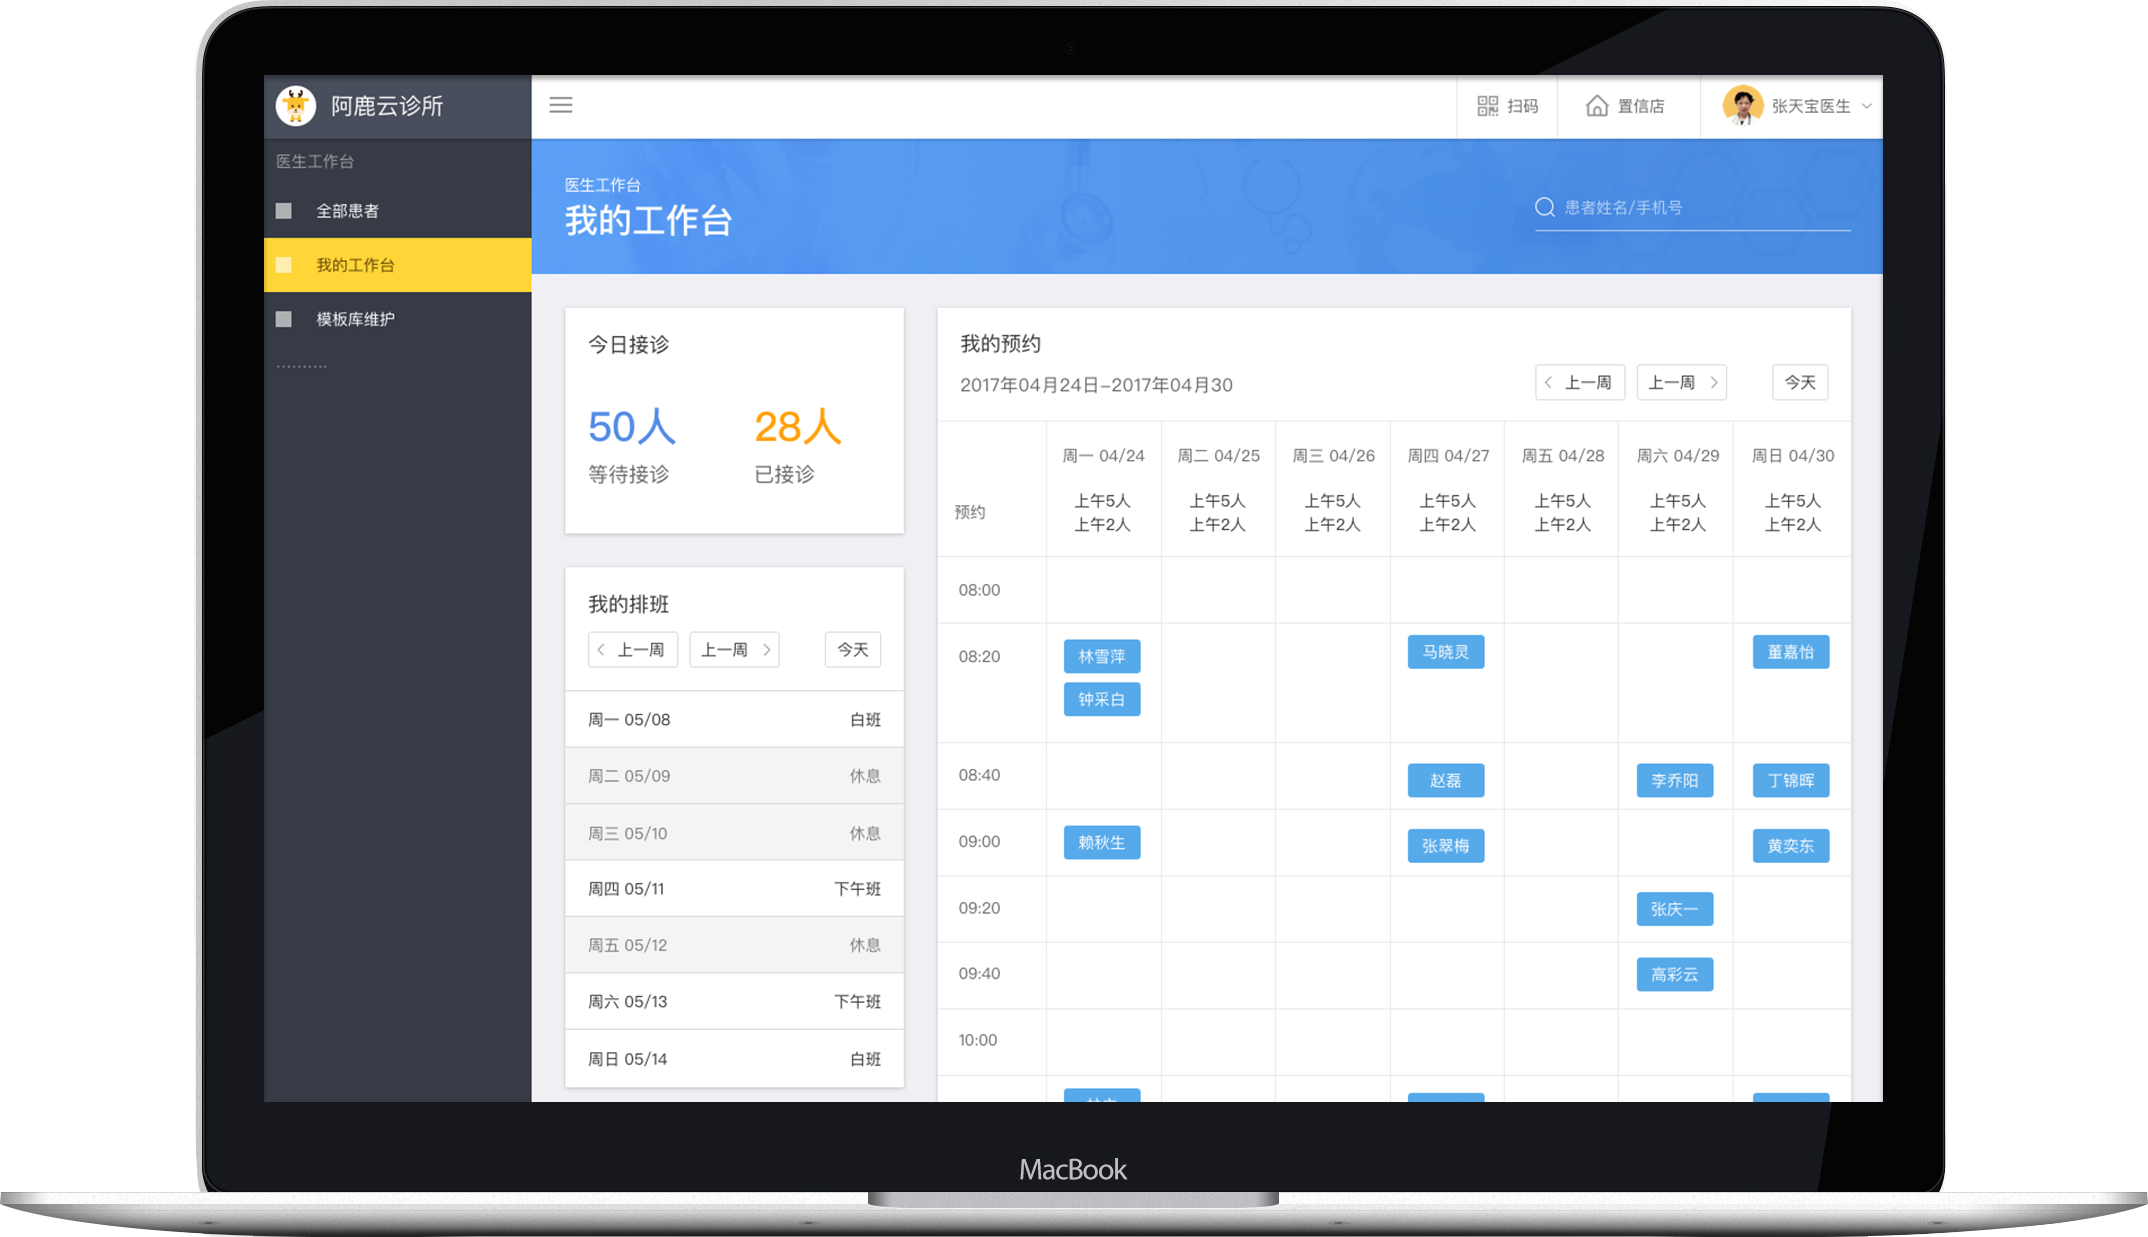 阿鹿云诊所
扫码
置信店
张天宝医生
医生工作台
全部患者
我的工作台
模板库维护
..........
医生工作台
我的工作台
患者姓名/手机号
今日接诊
50人 28人
等待接诊 已接诊
我的排班
上一周 上一周 今天
周一 05/08 白班
周二 05/09 休息
周三 05/10 休息
周四 05/11 下午班
周五 05/12 休息
周六 05/13 下午班
周日 05/14 白班
我的预约
2017年04月24日-2017年04月30
上一周 上一周 今天
周一 04/24 周二 04/25 周三 04/26 周四 04/27 周五 04/28 周六 04/29 周日 04/30
预约
上午5人 上午5人 上午5人 上午5人 上午5人 上午5人 上午5人
上午2人 上午2人 上午2人 上午2人 上午2人 上午2人 上午2人
08:00
08:20 林雪萍 马晓灵 董嘉怡
钟采白
08:40 赵磊 李乔阳 丁锦晖
09:00 赖秋生 张翠梅 黄奕东
09:20 张庆一
09:40 高彩云
10:00
MacBook